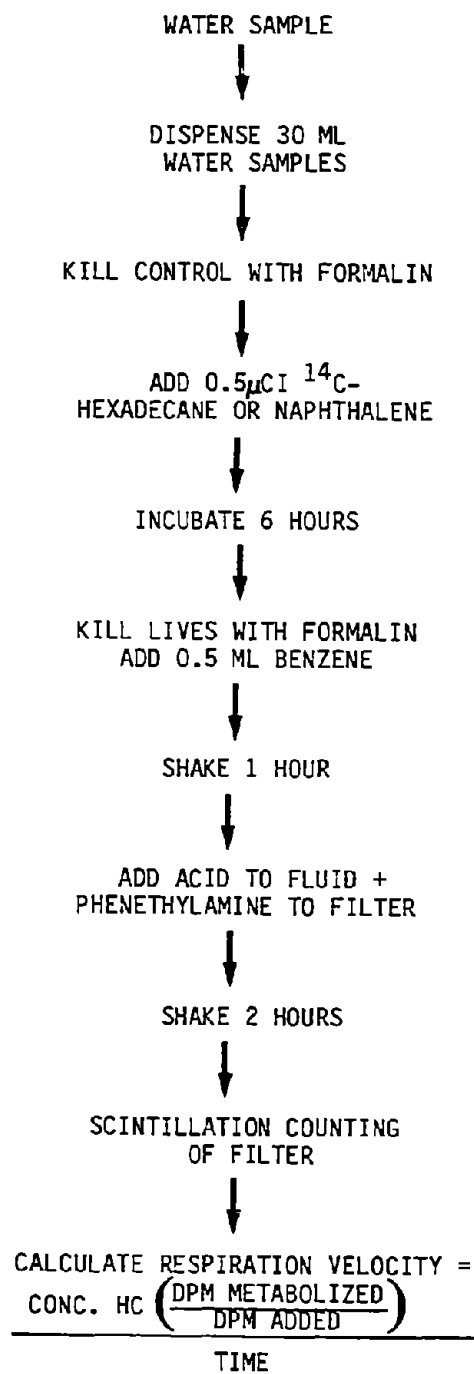 WATER SAMPLE
DISPENSE 30 ML
WATER SAMPLES
KILL CONTROL WITH FORMALIN
ADD 0.5μCI ¹⁴C-
HEXADECANE OR NAPHTHALENE
INCUBATE 6 HOURS
KILL LIVES WITH FORMALIN
ADD 0.5 ML BENZENE
SHAKE 1 HOUR
ADD ACID TO FLUID +
PHENETHYLAMINE TO FILTER
SHAKE 2 HOURS
SCINTILLATION COUNTING
OF FILTER
CALCULATE RESPIRATION VELOCITY =
CONC. HC (DPM METABOLIZED
DPM ADDED)
TIME